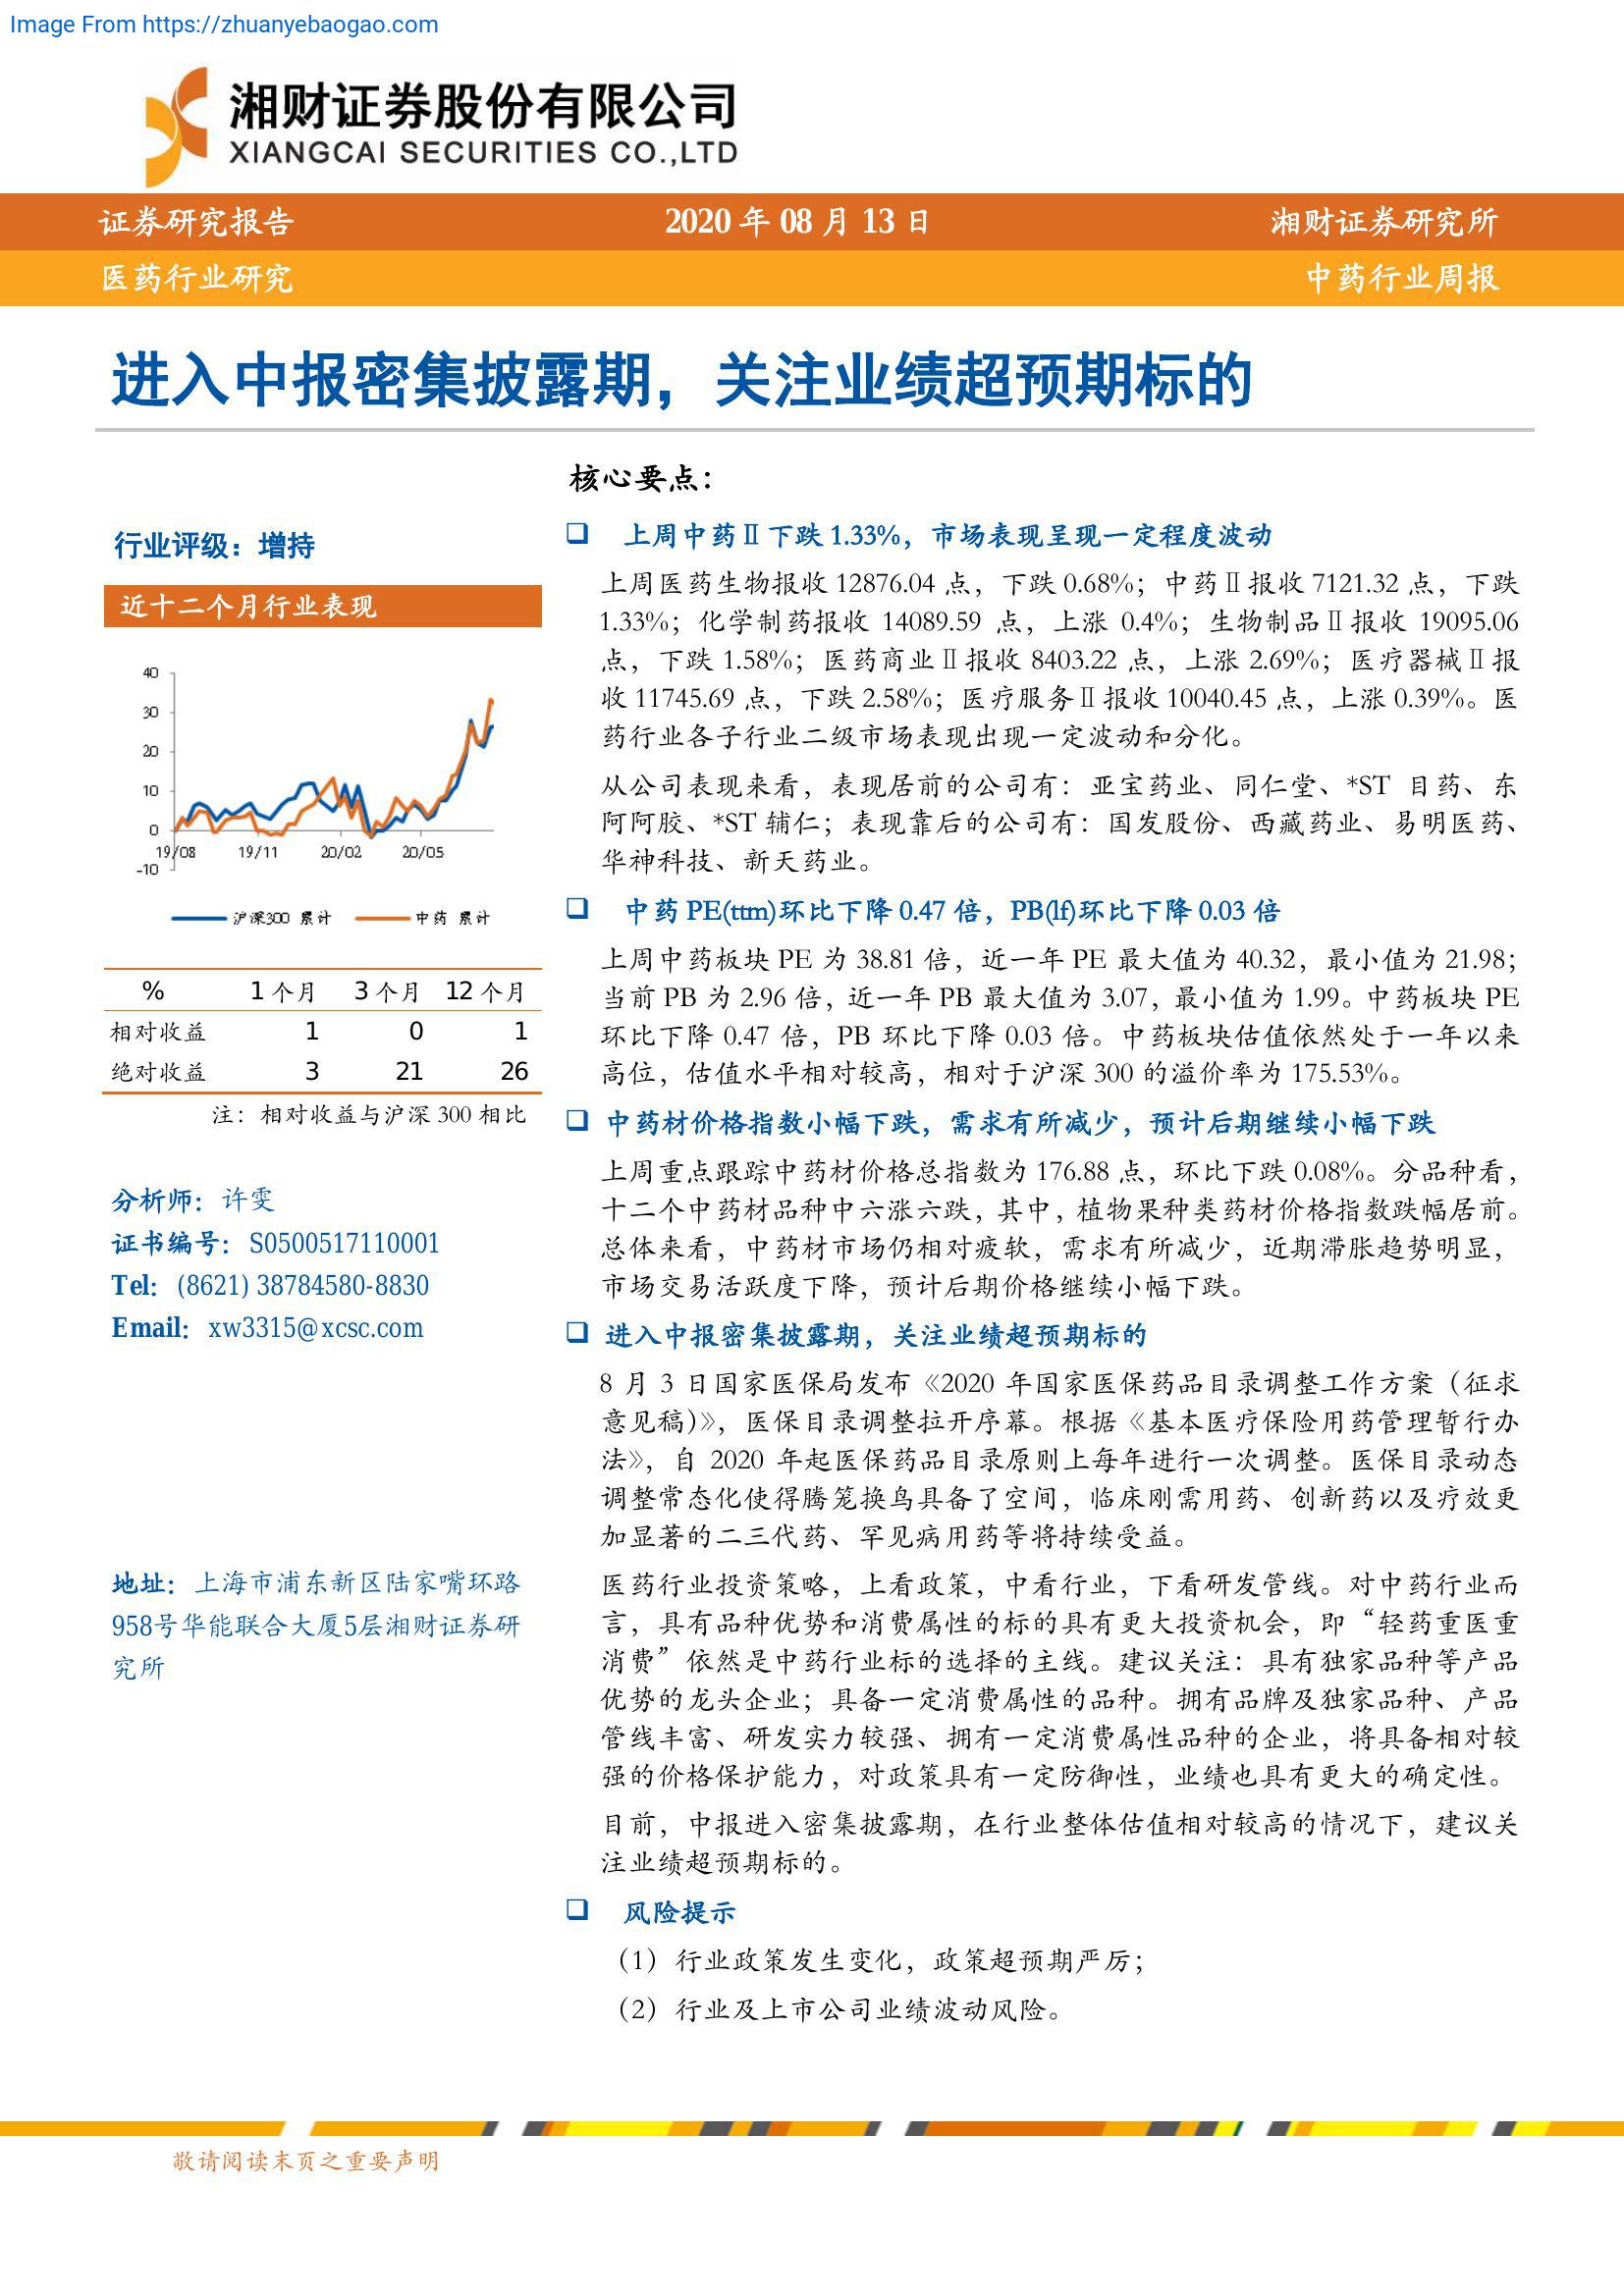 Image From https://zhuanyebaogao.com
湘财证券股份有限公司
XIANGCAI SECURITIES CO.,LTD
证券研究报告 2020 年 08 月 13 日 湘财证券研究所
医药行业研究 中药行业周报
进入中报密集披露期，关注业绩超预期标的
行业评级：增持
近十二个月行业表现
40
30
20
10
0
-10
19/08 19/11 20/02 20/05
沪深300 累计 中药 累计
% 1 个月 3 个月 12 个月
相对收益 1 0 1
绝对收益 3 21 26
注：相对收益与沪深 300 相比
分析师：许雯
证书编号：S0500517110001
Tel：(8621) 38784580-8830
Email：xw3315@xcsc.com
地址：上海市浦东新区陆家嘴环路
958号华能联合大厦5层湘财证券研
究所
核心要点：
❑ 上周中药Ⅱ下跌 1.33%，市场表现呈现一定程度波动
上周医药生物报收 12876.04 点，下跌 0.68%；中药Ⅱ报收 7121.32 点，下跌
1.33%；化学制药报收 14089.59 点，上涨 0.4%；生物制品Ⅱ报收 19095.06
点，下跌 1.58%；医药商业Ⅱ报收 8403.22 点，上涨 2.69%；医疗器械Ⅱ报
收 11745.69 点，下跌 2.58%；医疗服务Ⅱ报收 10040.45 点，上涨 0.39%。医
药行业各子行业二级市场表现出现一定波动和分化。
从公司表现来看，表现居前的公司有：亚宝药业、同仁堂、*ST 目药、东
阿阿胶、*ST 辅仁；表现靠后的公司有：国发股份、西藏药业、易明医药、
华神科技、新天药业。
❑ 中药 PE(ttm)环比下降 0.47 倍，PB(lf)环比下降 0.03 倍
上周中药板块 PE 为 38.81 倍，近一年 PE 最大值为 40.32，最小值为 21.98；
当前 PB 为 2.96 倍，近一年 PB 最大值为 3.07，最小值为 1.99。中药板块 PE
环比下降 0.47 倍，PB 环比下降 0.03 倍。中药板块估值依然处于一年以来
高位，估值水平相对较高，相对于沪深 300 的溢价率为 175.53%。
❑ 中药材价格指数小幅下跌，需求有所减少，预计后期继续小幅下跌
上周重点跟踪中药材价格总指数为 176.88 点，环比下跌 0.08%。分品种看，
十二个中药材品种中六涨六跌，其中，植物果种类药材价格指数跌幅居前。
总体来看，中药材市场仍相对疲软，需求有所减少，近期滞胀趋势明显，
市场交易活跃度下降，预计后期价格继续小幅下跌。
❑ 进入中报密集披露期，关注业绩超预期标的
8 月 3 日国家医保局发布《2020 年国家医保药品目录调整工作方案（征求
意见稿）》，医保目录调整拉开序幕。根据《基本医疗保险用药管理暂行办
法》，自 2020 年起医保药品目录原则上每年进行一次调整。医保目录动态
调整常态化使得腾笼换鸟具备了空间，临床刚需用药、创新药以及疗效更
加显著的二三代药、罕见病用药等将持续受益。
医药行业投资策略，上看政策，中看行业，下看研发管线。对中药行业而
言，具有品种优势和消费属性的标的具有更大投资机会，即“轻药重医重
消费”依然是中药行业标的选择的主线。建议关注：具有独家品种等产品
优势的龙头企业；具备一定消费属性的品种。拥有品牌及独家品种、产品
管线丰富、研发实力较强、拥有一定消费属性品种的企业，将具备相对较
强的价格保护能力，对政策具有一定防御性，业绩也具有更大的确定性。
目前，中报进入密集披露期，在行业整体估值相对较高的情况下，建议关
注业绩超预期标的。
❑ 风险提示
（1）行业政策发生变化，政策超预期严厉；
（2）行业及上市公司业绩波动风险。
敬请阅读末页之重要声明